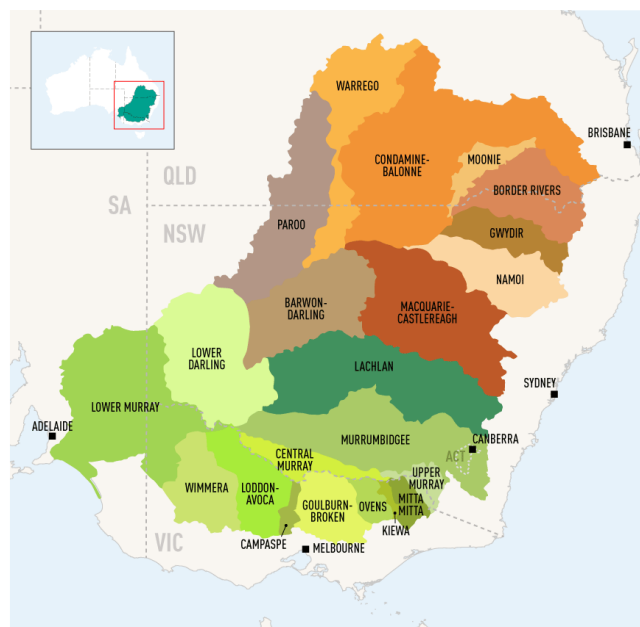 WARREGO
BRISBANE
CONDAMINE-
BALONNE
MOONIE
QLD
BORDER RIVERS
SA
PAROO
NSW
GWYDIR
NAMOI
BARWON-
DARLING
MACQUARIE-
CASTLEREAGH
LOWER
DARLING
LACHLAN
SYDNEY
LOWER MURRAY
ADELAIDE
MURRUMBIDGEE
CANBERRA
CENTRAL
MURRAY
ACT
UPPER
MURRAY
WIMMERA
LODDON-
AVOCA
GOULBURN-
BROKEN
OVENS
MITTA
MITTA
KIEWA
CAMPASPE
VIC
MELBOURNE